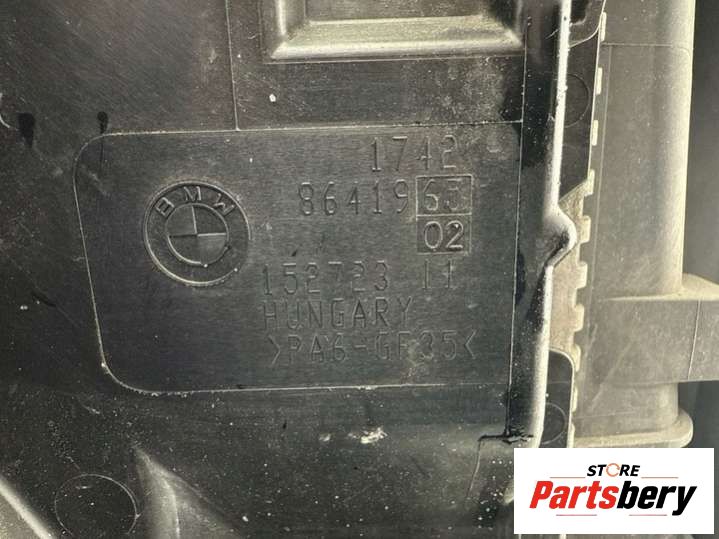 BMW
1742
8641965
02
152723 11
HUNGARY
>PA6-GF35<
STORE
Partsbery